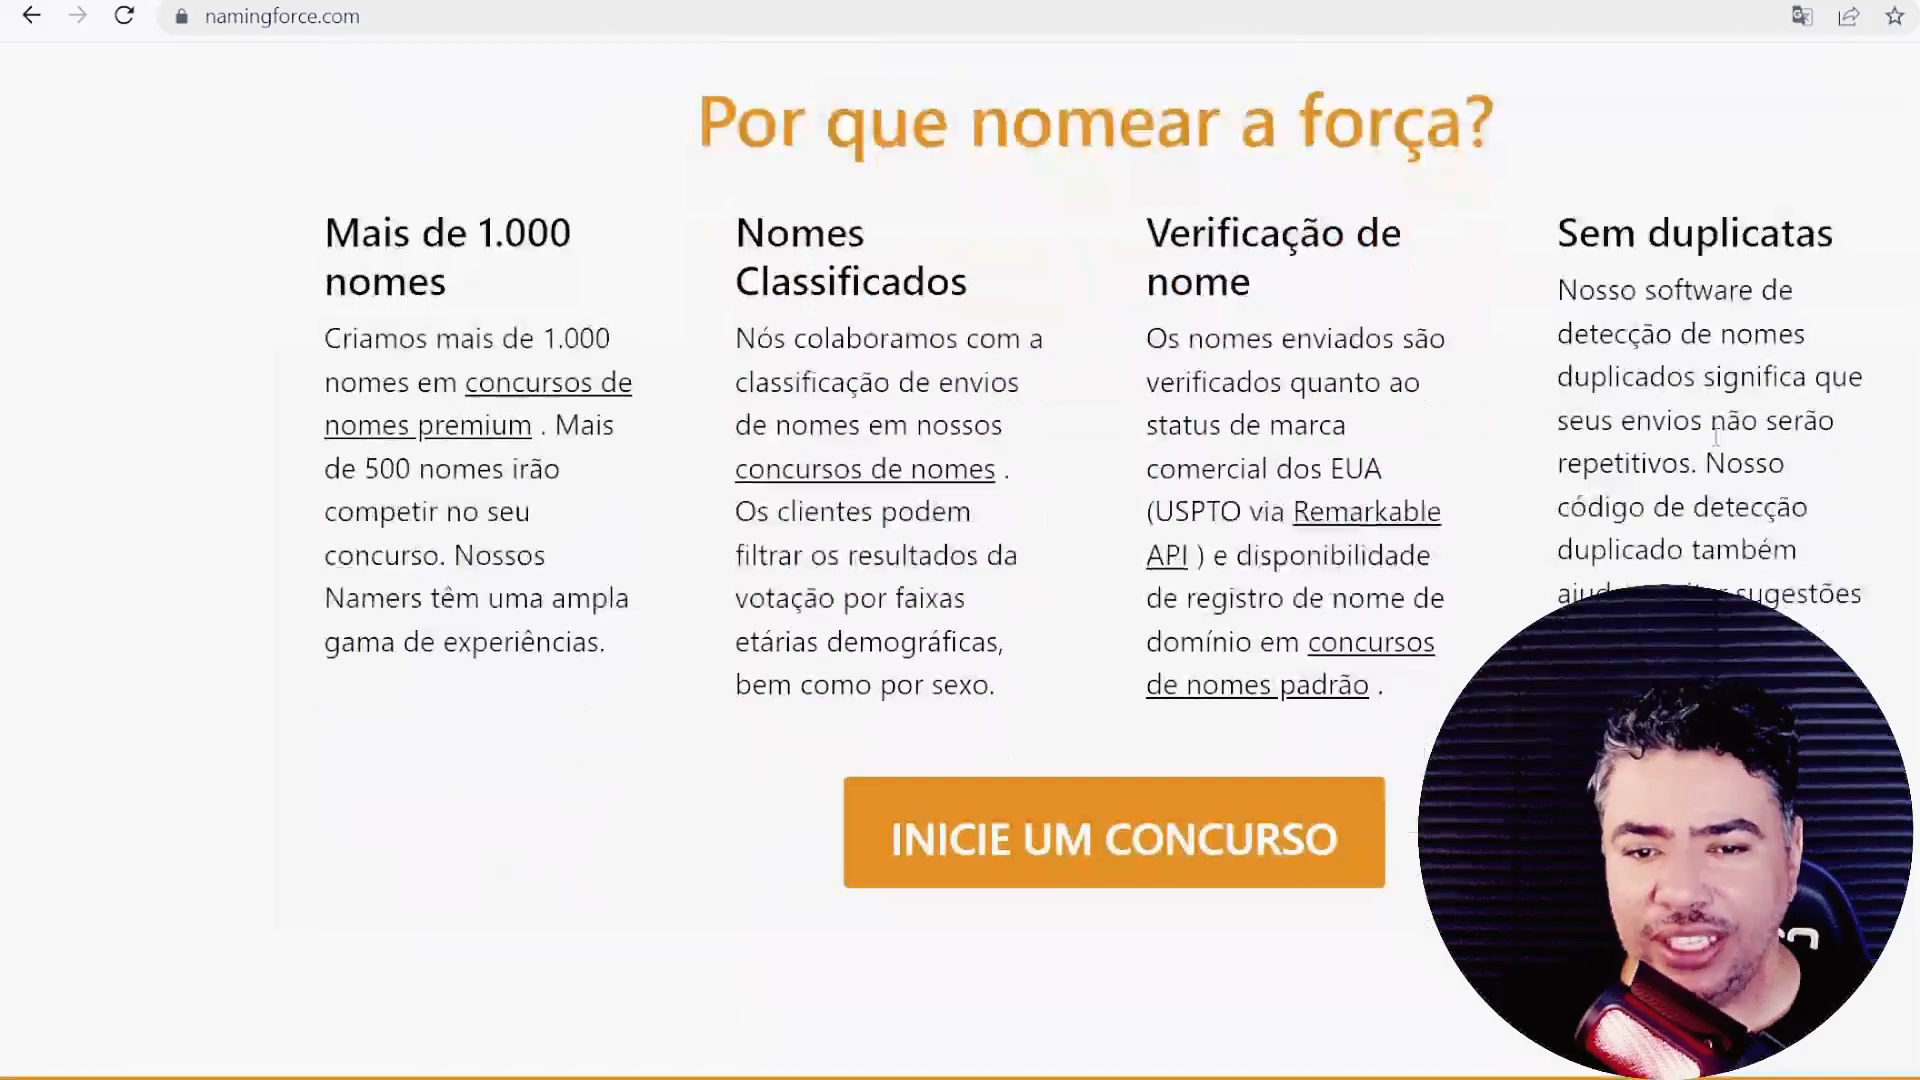 namingforce.com
Por que nomear a força?
Mais de 1.000
nomes
Criamos mais de 1.000
nomes em concursos de
nomes premium . Mais
de 500 nomes irão
competir no seu
concurso. Nossos
Namers têm uma ampla
gama de experiências.
Nomes
Classificados
Nós colaboramos com a
classificação de envios
de nomes em nossos
concursos de nomes .
Os clientes podem
filtrar os resultados da
votação por faixas
etárias demográficas,
bem como por sexo.
Verificação de
nome
Os nomes enviados são
verificados quanto ao
status de marca
comercial dos EUA
(USPTO via Remarkable
API ) e disponibilidade
de registro de nome de
domínio em concursos
de nomes padrão .
Sem duplicatas
Nosso software de
detecção de nomes
duplicados significa que
seus envios não serão
repetitivos. Nosso
código de detecção
duplicado também
sugestões
INICIE UM CONCURSO